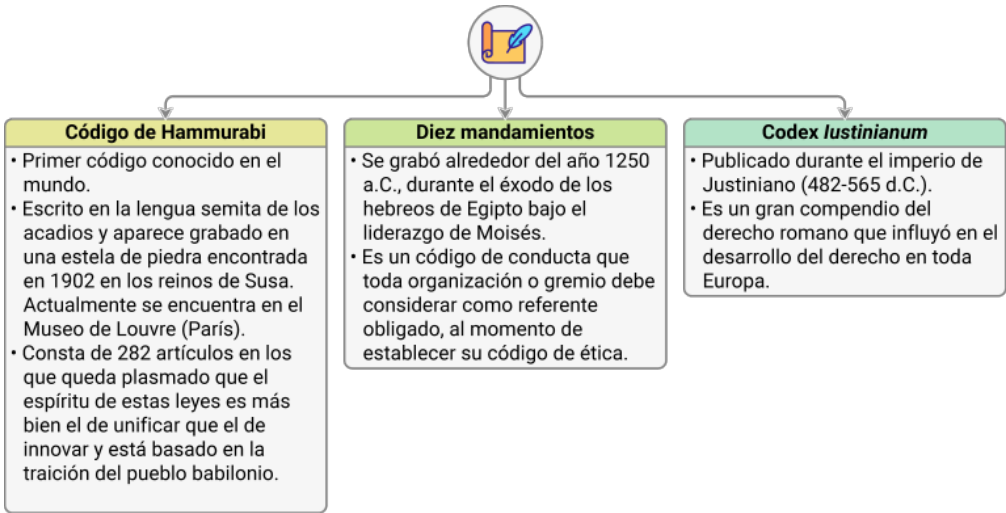 Código de Hammurabi
• Primer código conocido en el
mundo.
• Escrito en la lengua semita de los
acadios y aparece grabado en
una estela de piedra encontrada
en 1902 en los reinos de Susa.
Actualmente se encuentra en el
Museo de Louvre (París).
• Consta de 282 artículos en los
que queda plasmado que el
espíritu de estas leyes es más
bien el de unificar que el de
innovar y está basado en la
traición del pueblo babilonio.
Diez mandamientos
• Se grabó alrededor del año 1250
a.C., durante el éxodo de los
hebreos de Egipto bajo el
liderazgo de Moisés.
• Es un código de conducta que
toda organización o gremio debe
considerar como referente
obligado, al momento de
establecer su código de ética.
Codex Iustinianum
• Publicado durante el imperio de
Justiniano (482-565 d.C.).
• Es un gran compendio del
derecho romano que influyó en el
desarrollo del derecho en toda
Europa.